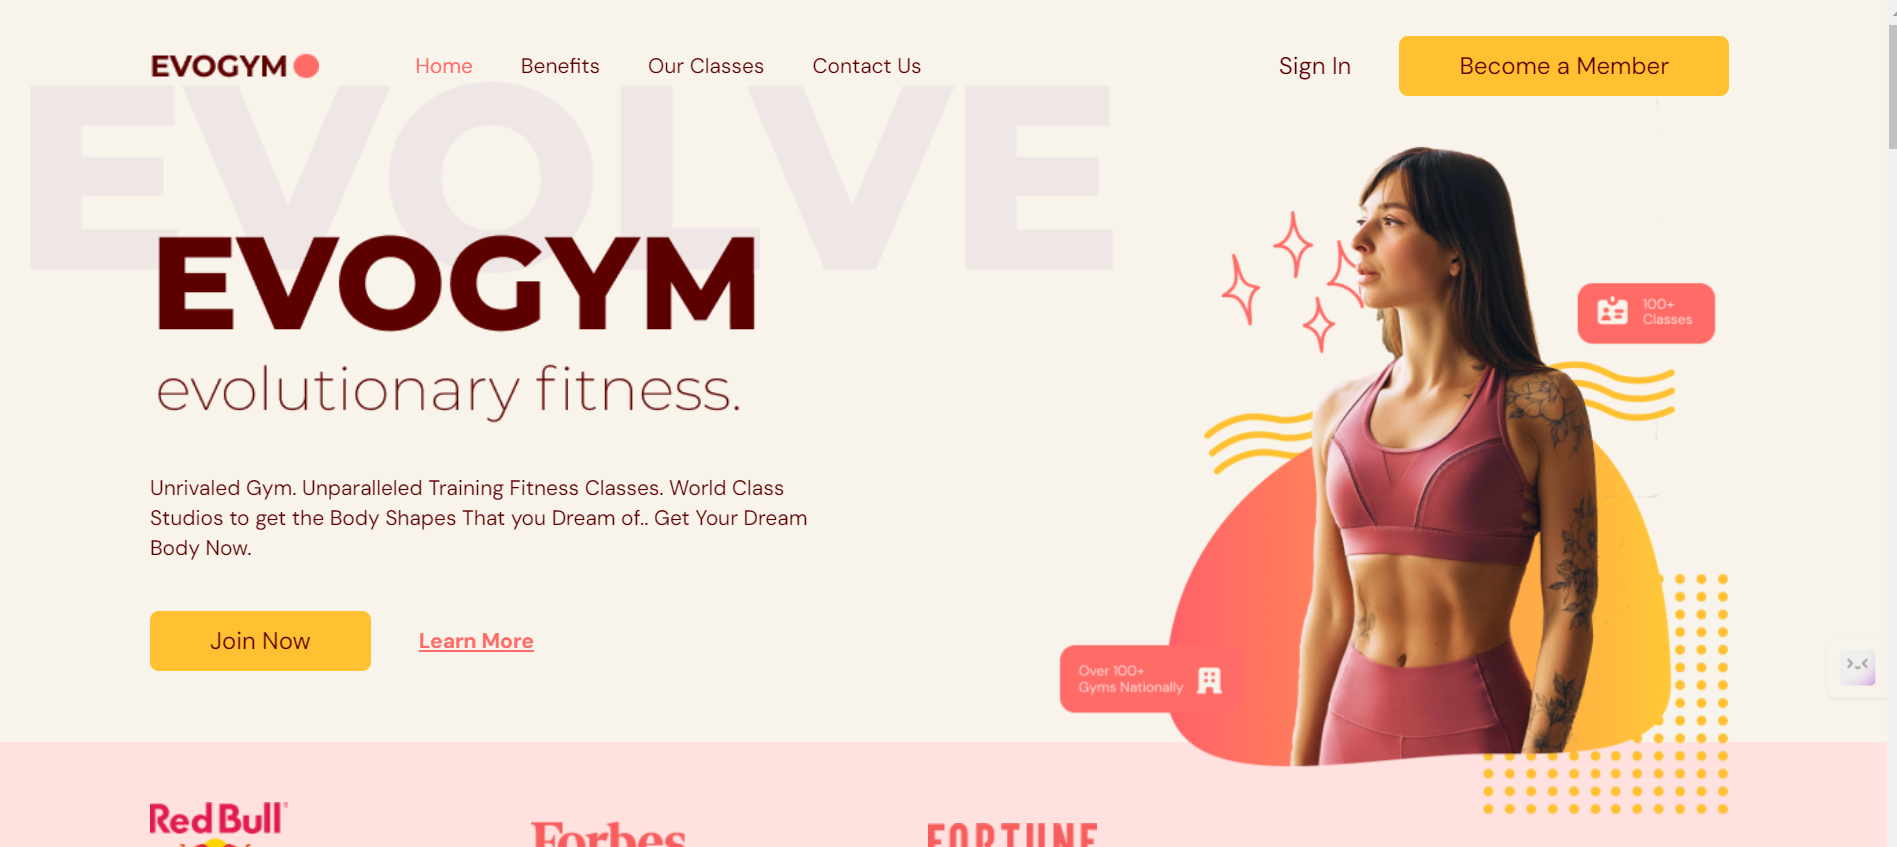 EVOGYM
Home
Benefits
Our Classes
Contact Us
Sign In
Become a Member
EVOLVE
EVOGYM
evolutionary fitness.
Unrivaled Gym. Unparalleled Training Fitness Classes. World Class
Studios to get the Body Shapes That you Dream of.. Get Your Dream
Body Now.
Join Now
Learn More
100+
Classes
Over 100+
Gyms Nationally
Red Bull
Forbes
FORTUNE